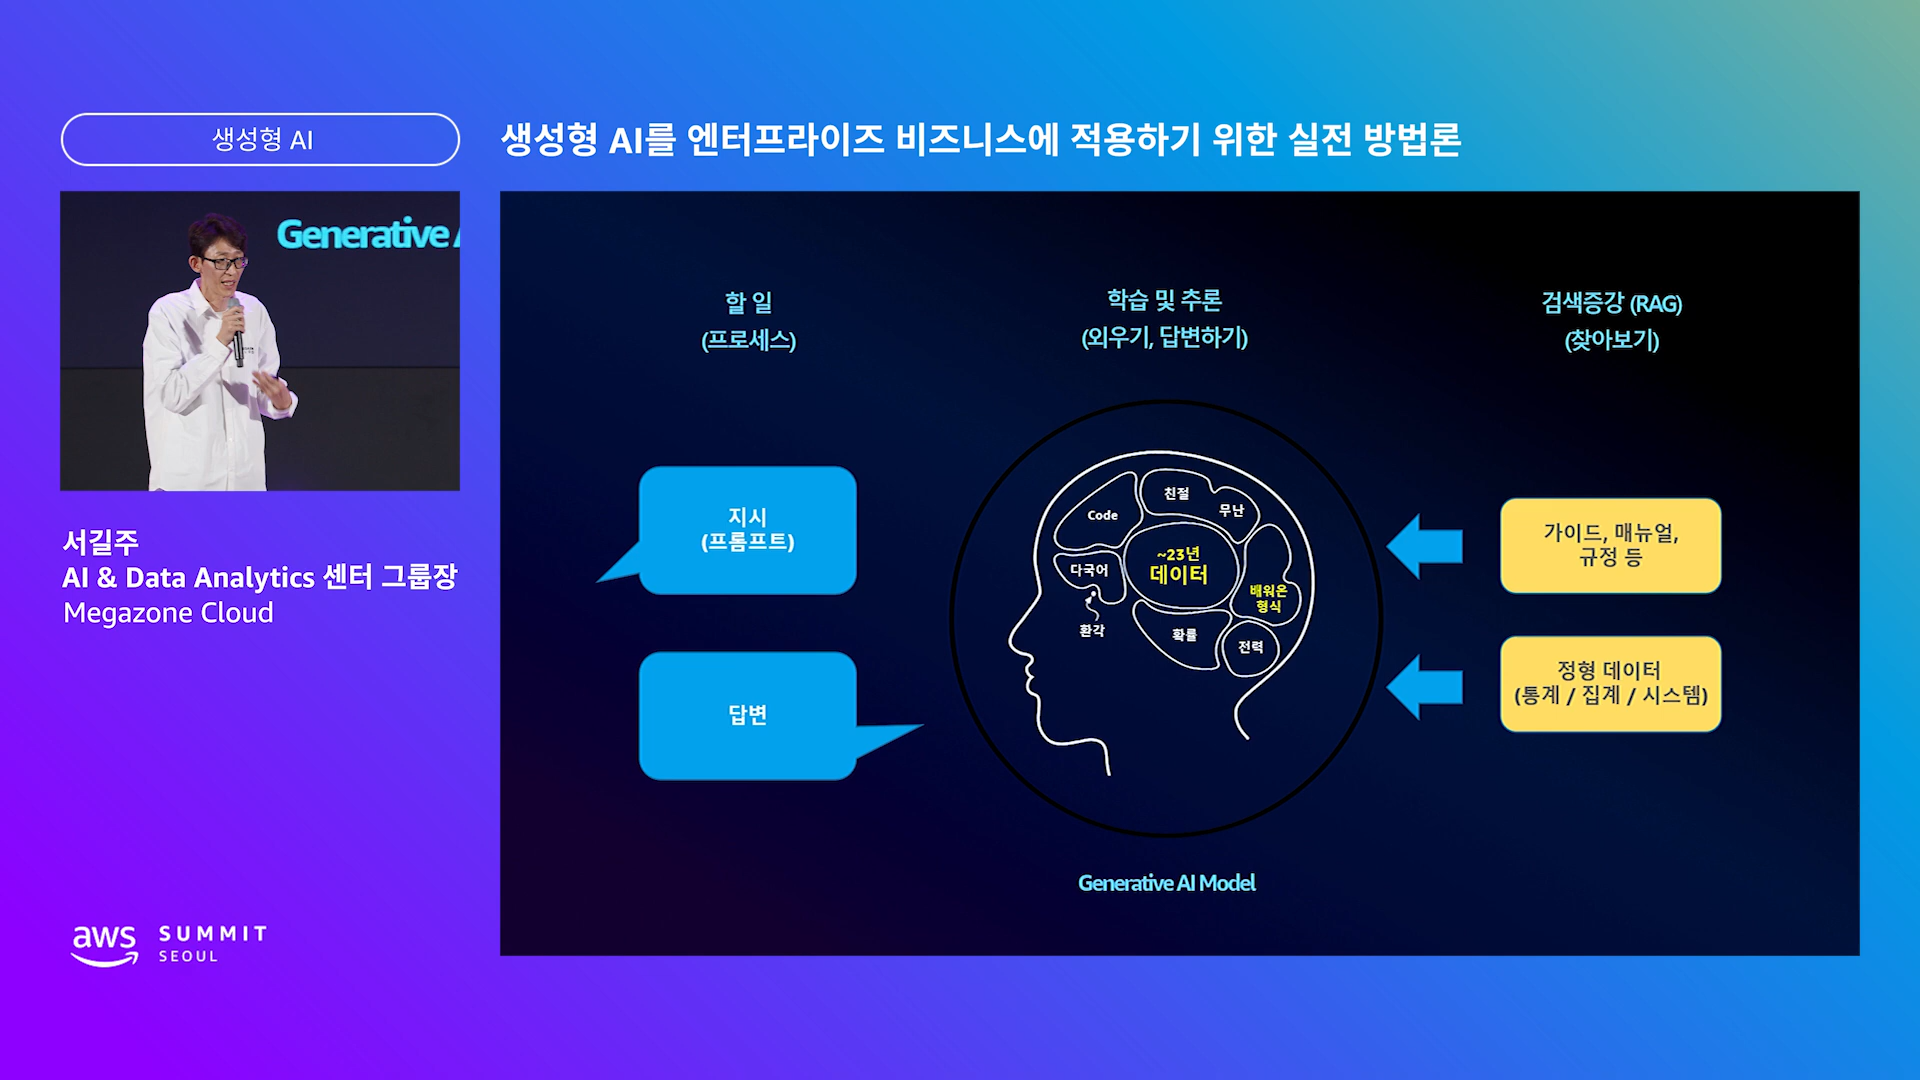 생성형 AI
생성형 AI를 엔터프라이즈 비즈니스에 적용하기 위한 실전 방법론
Generative
서길주
AI & Data Analytics 센터 그룹장
Megazone Cloud
aws SUMMIT
SEOUL
할 일
(프로세스)
지시
(프롬프트)
답변
학습 및 추론
(외우기, 답변하기)
Code
친절
무난
~23년
데이터
다국어
배워온
형식
환각
확률
전력
Generative AI Model
검색증강 (RAG)
(찾아보기)
가이드, 매뉴얼,
규정 등
정형 데이터
(통계 / 집계 / 시스템)